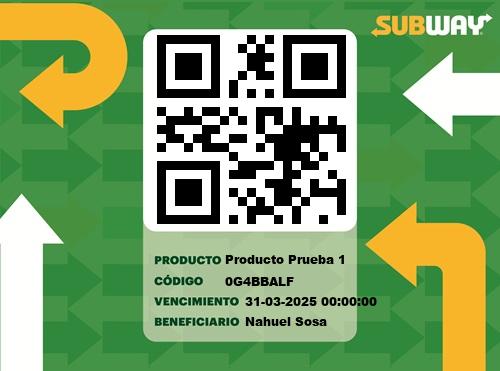 SUBWAY
PRODUCTO Producto Prueba 1
CÓDIGO 0G4BBALF
VENCIMIENTO 31-03-2025 00:00:00
BENEFICIARIO Nahuel Sosa